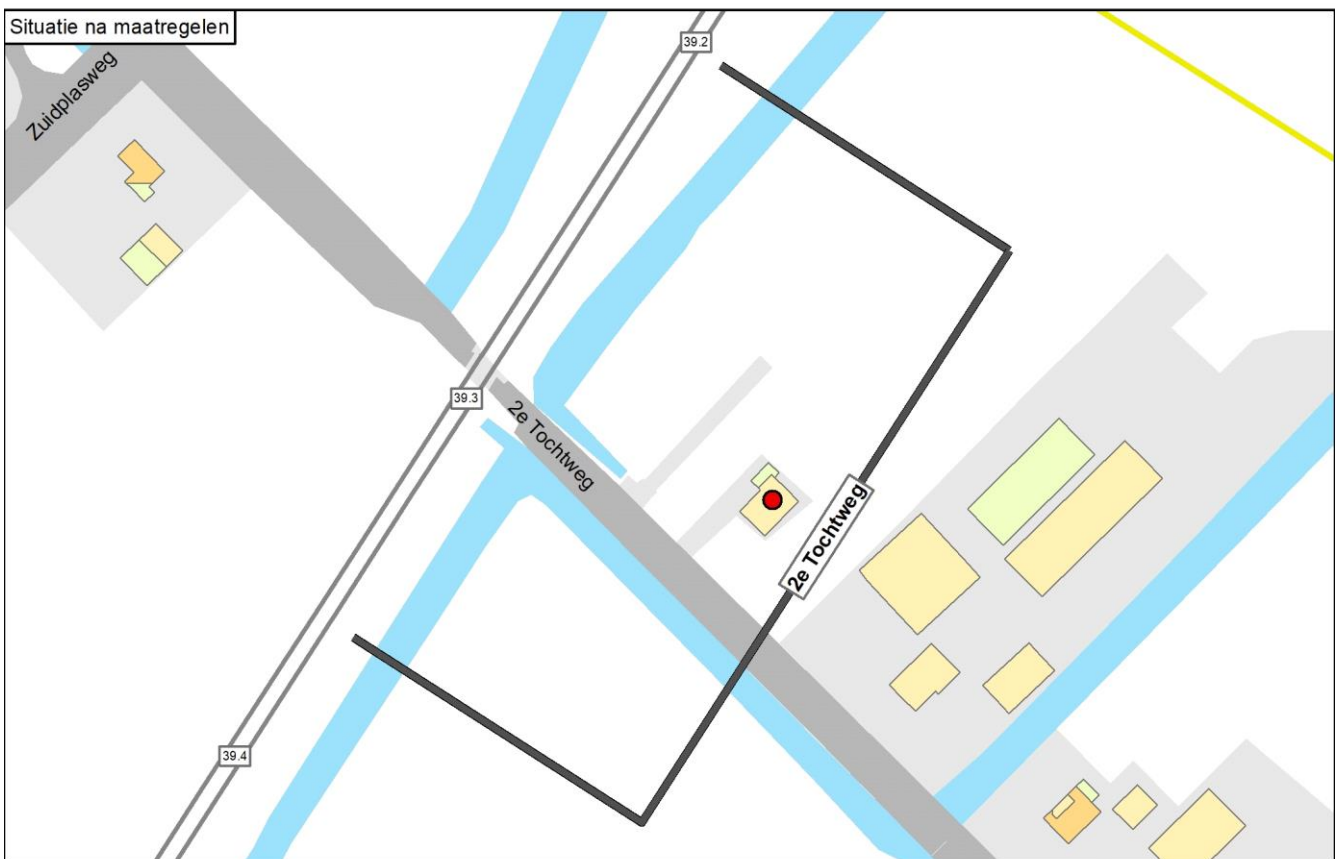 Situatie na maatregelen
Zuidplasweg
39.2
39.3
2e Tochtweg
2e Tochtweg
39.4